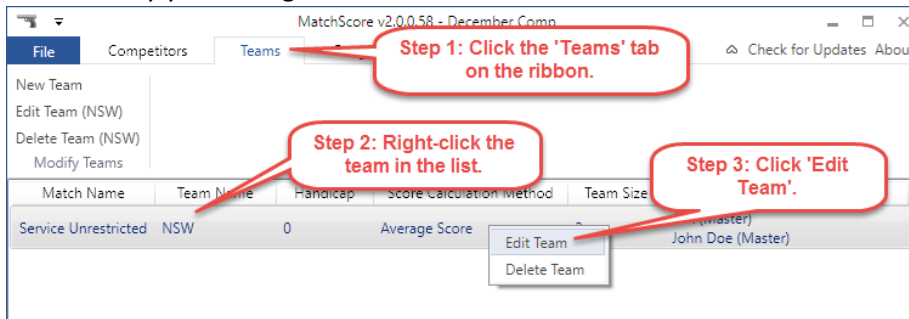 MatchScore v2.0.0.58 - December Comp
File Competitors Teams Check for Updates Abou
Step 1: Click the 'Teams' tab
on the ribbon.
New Team
Edit Team (NSW)
Delete Team (NSW)
Modify Teams
Step 2: Right-click the
team in the list.
Step 3: Click 'Edit
Team'.
Match Name Team Name Handicap Score Calculation Method Team Size
Service Unrestricted NSW 0 Average Score (Master)
John Doe (Master)
Edit Team
Delete Team